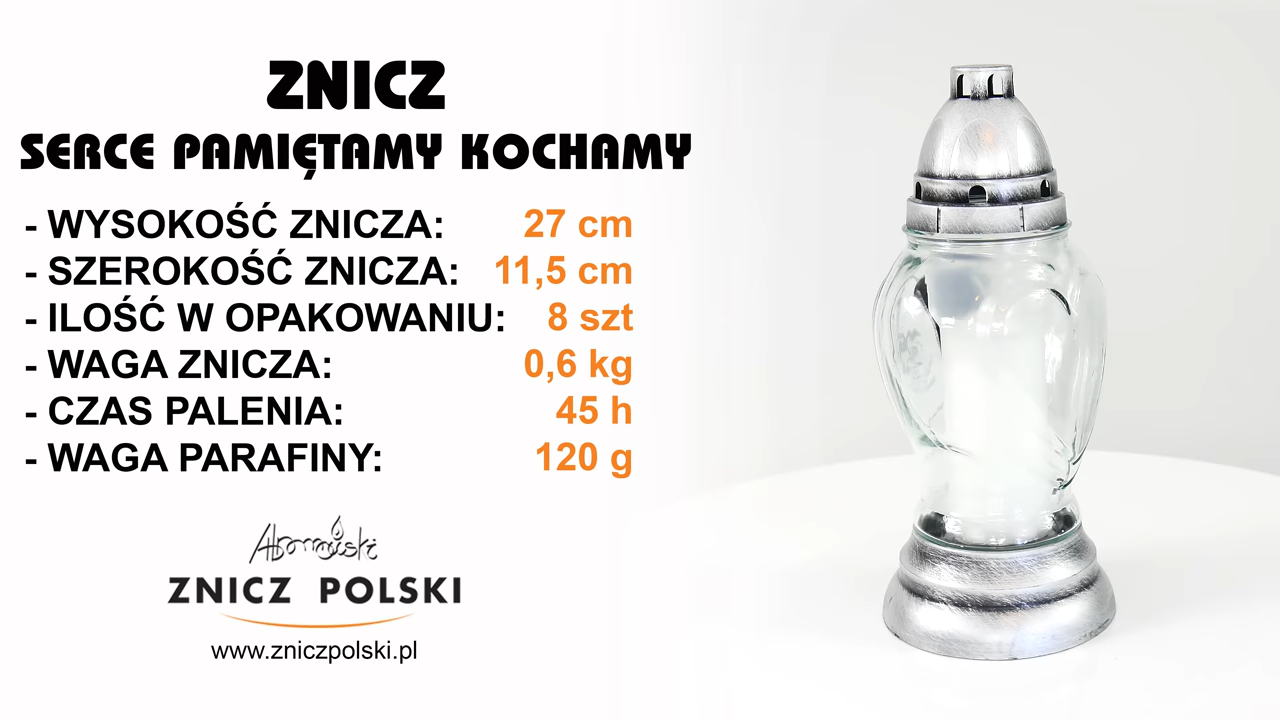 ZNICZ
SERCE PAMIĘTAMY KOCHAMY
- WYSOKOŚĆ ZNICZA: 27 cm
- SZEROKOŚĆ ZNICZA: 11,5 cm
- ILOŚĆ W OPAKOWANIU: 8 szt
- WAGA ZNICZA: 0,6 kg
- CZAS PALENIA: 45 h
- WAGA PARAFINY: 120 g
ZNICZ POLSKI
www.zniczpolski.pl